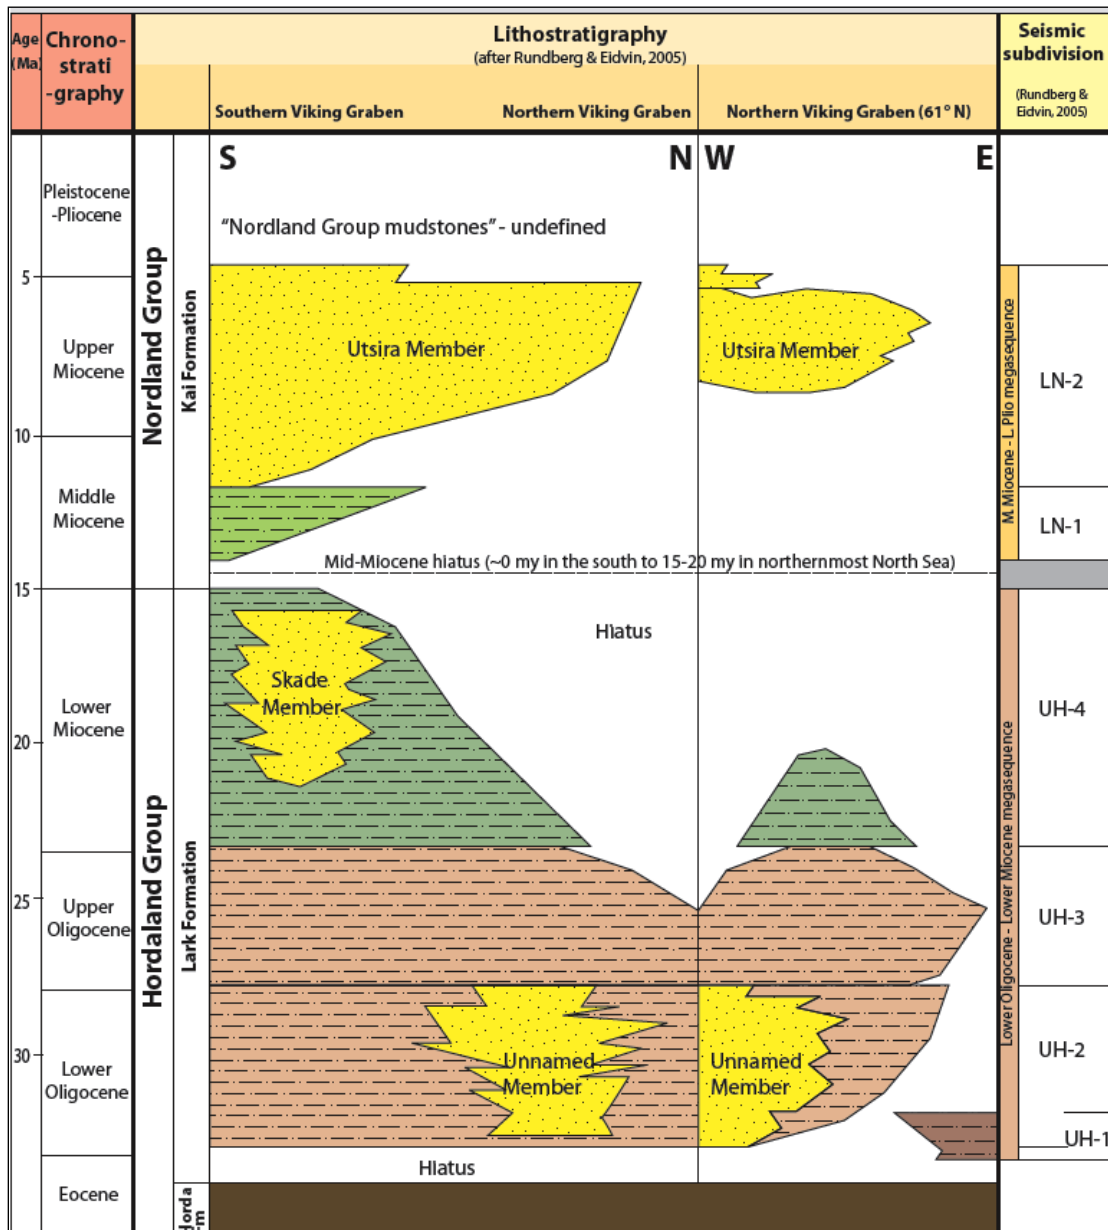 Age
(Ma)
Chrono-
strati
-graphy
Lithostratigraphy
(after Rundberg & Eidvin, 2005)
Southern Viking Graben
Northern Viking Graben
Northern Viking Graben (61° N)
Seismic
subdivision
(Rundberg &
Eidvin, 2005)
S
N
W
E
Pleistocene
-Pliocene
"Nordland Group mudstones" - undefined
5
Upper
Miocene
Nordland Group
Kai Formation
Utsira Member
Utsira Member
M. Miocene - L. Plio megasequence
LN-2
10
Middle
Miocene
LN-1
Mid-Miocene hiatus (~0 my in the south to 15-20 my in northernmost North Sea)
15
Hiatus
Skade
Member
Lower
Miocene
UH-4
20
Hordaland Group
Lark Formation
Lower Oligocene - Lower Miocene megasequence
25
Upper
Oligocene
UH-3
30
Lower
Oligocene
Unnamed
Member
Unnamed
Member
UH-2
UH-1
Hiatus
Eocene
Horda